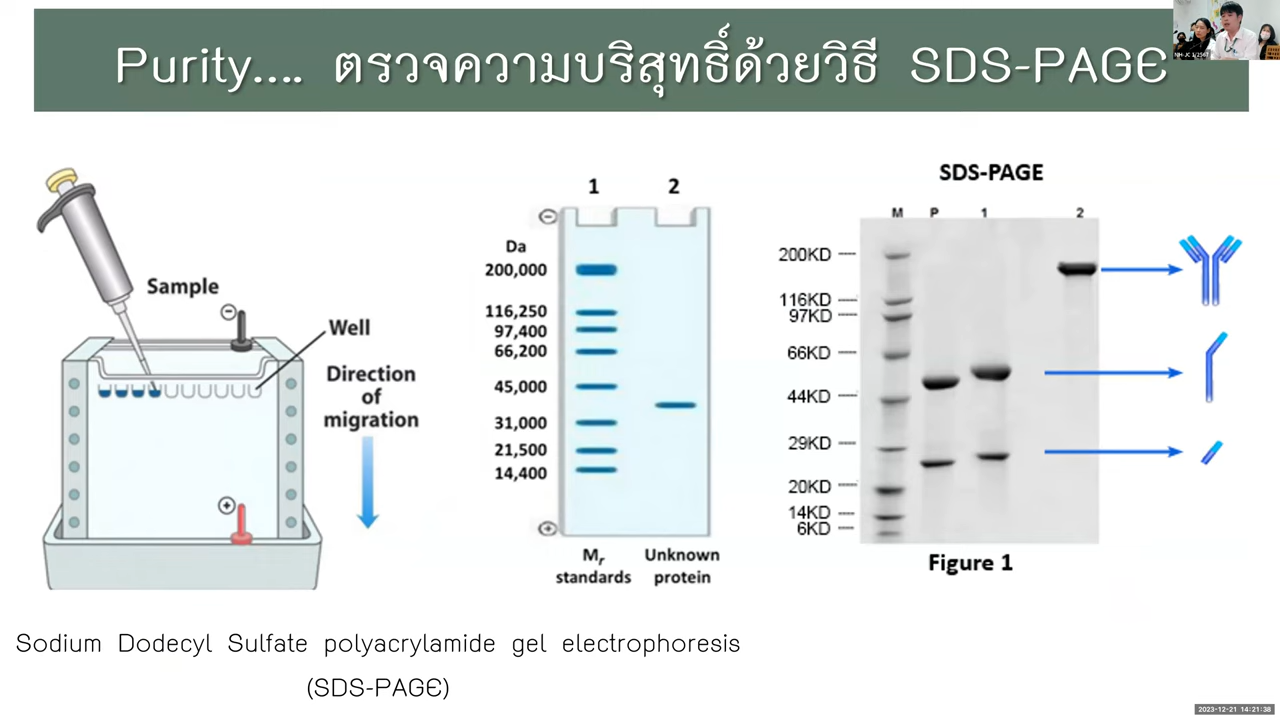 Purity.... ตรวจความบริสุทธิ์ด้วยวิธี SDS-PAGE
NH-JC 1/2567
Sample
Well
Direction
of
migration
1 2
Da
200,000
116,250
97,400
66,200
45,000
31,000
21,500
14,400
Mr
standards
Unknown
protein
SDS-PAGE
M P 1 2
200KD
116KD
97KD
66KD
44KD
29KD
20KD
14KD
6KD
Figure 1
Sodium Dodecyl Sulfate polyacrylamide gel electrophoresis
(SDS-PAGE)
2023-12-21 14:21:38